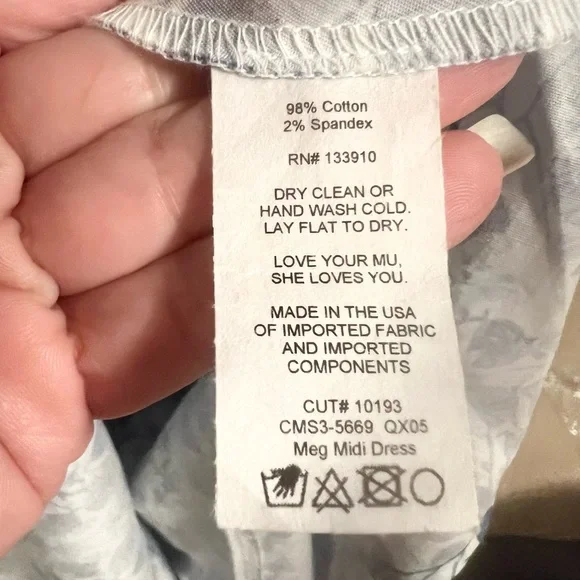 98% Cotton
2% Spandex
RN# 133910
DRY CLEAN OR
HAND WASH COLD.
LAY FLAT TO DRY.
LOVE YOUR MU,
SHE LOVES YOU.
MADE IN THE USA
OF IMPORTED FABRIC
AND IMPORTED
COMPONENTS
CUT# 10193
CMS3-5669 QX05
Meg Midi Dress